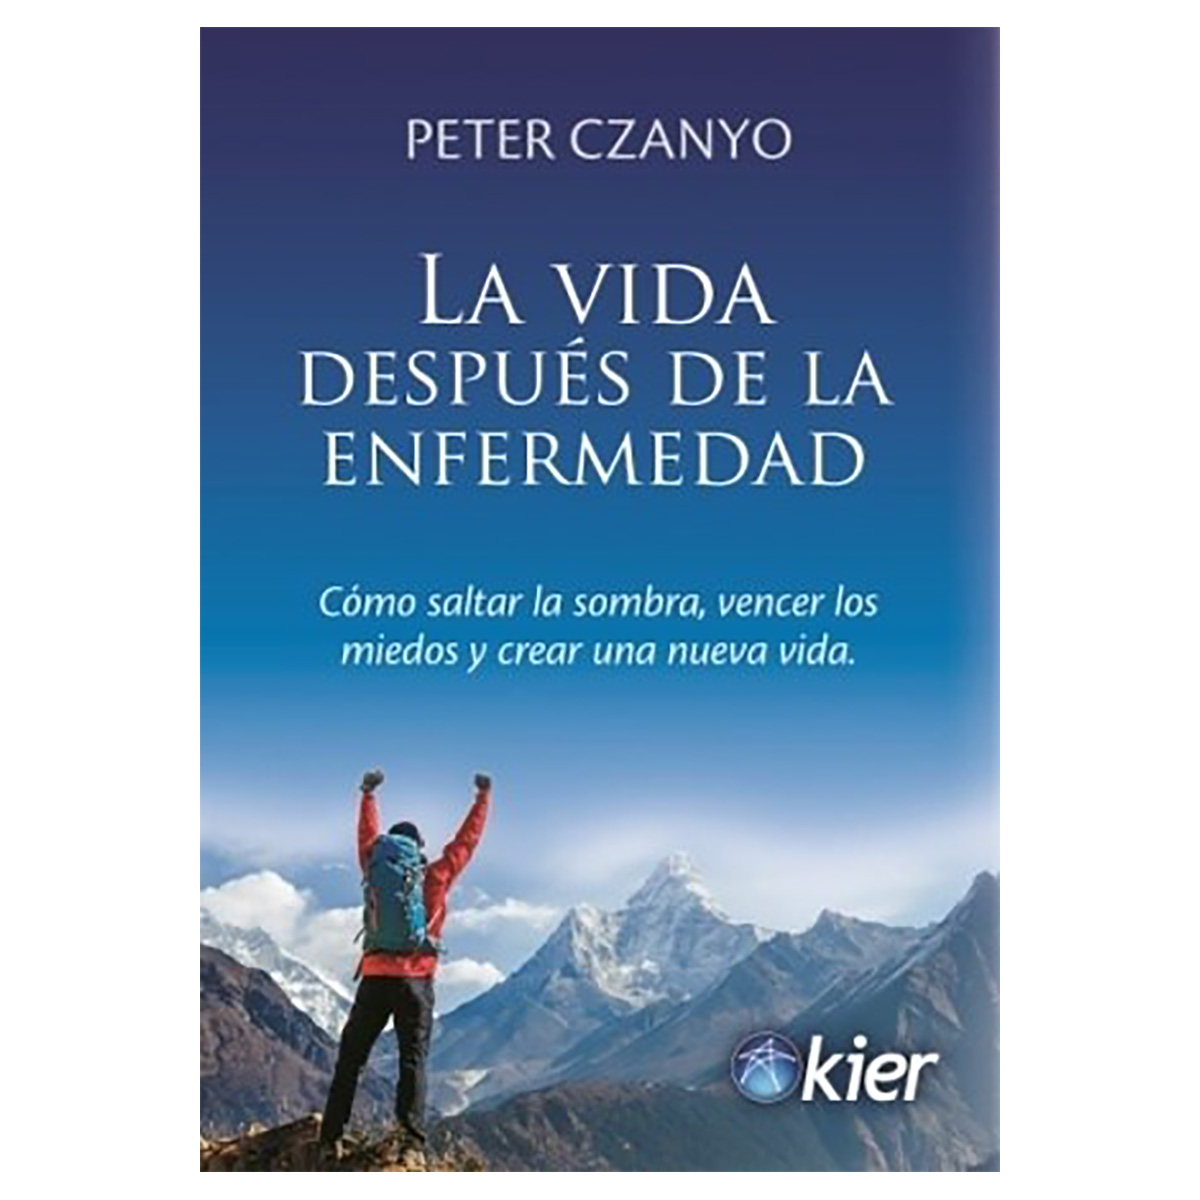 PETER CZANYO
LA VIDA
DESPUÉS DE LA
ENFERMEDAD
Cómo saltar la sombra, vencer los
miedos y crear una nueva vida.
kier